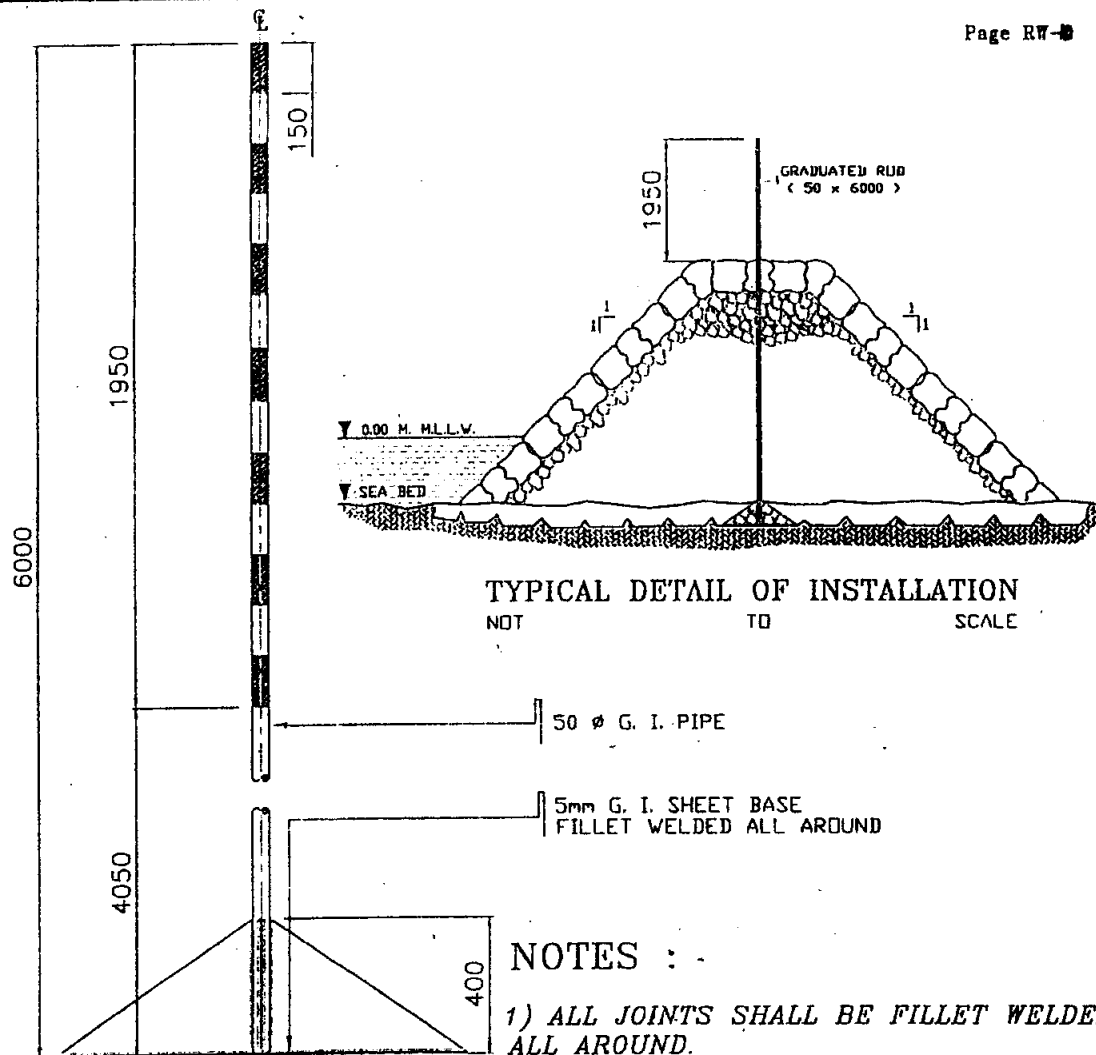 Page RW-
℄
150
1950
6000
4050
1950
GRADUATED ROD
( 50 x 6000 )
1
1
1
1
0.00 M. M.L.L.W.
SEA BED
TYPICAL DETAIL OF INSTALLATION
NOT TO SCALE
50 ø G. I. PIPE
5mm G. I. SHEET BASE
FILLET WELDED ALL AROUND
400
NOTES :
1) ALL JOINTS SHALL BE FILLET WELDE
ALL AROUND.